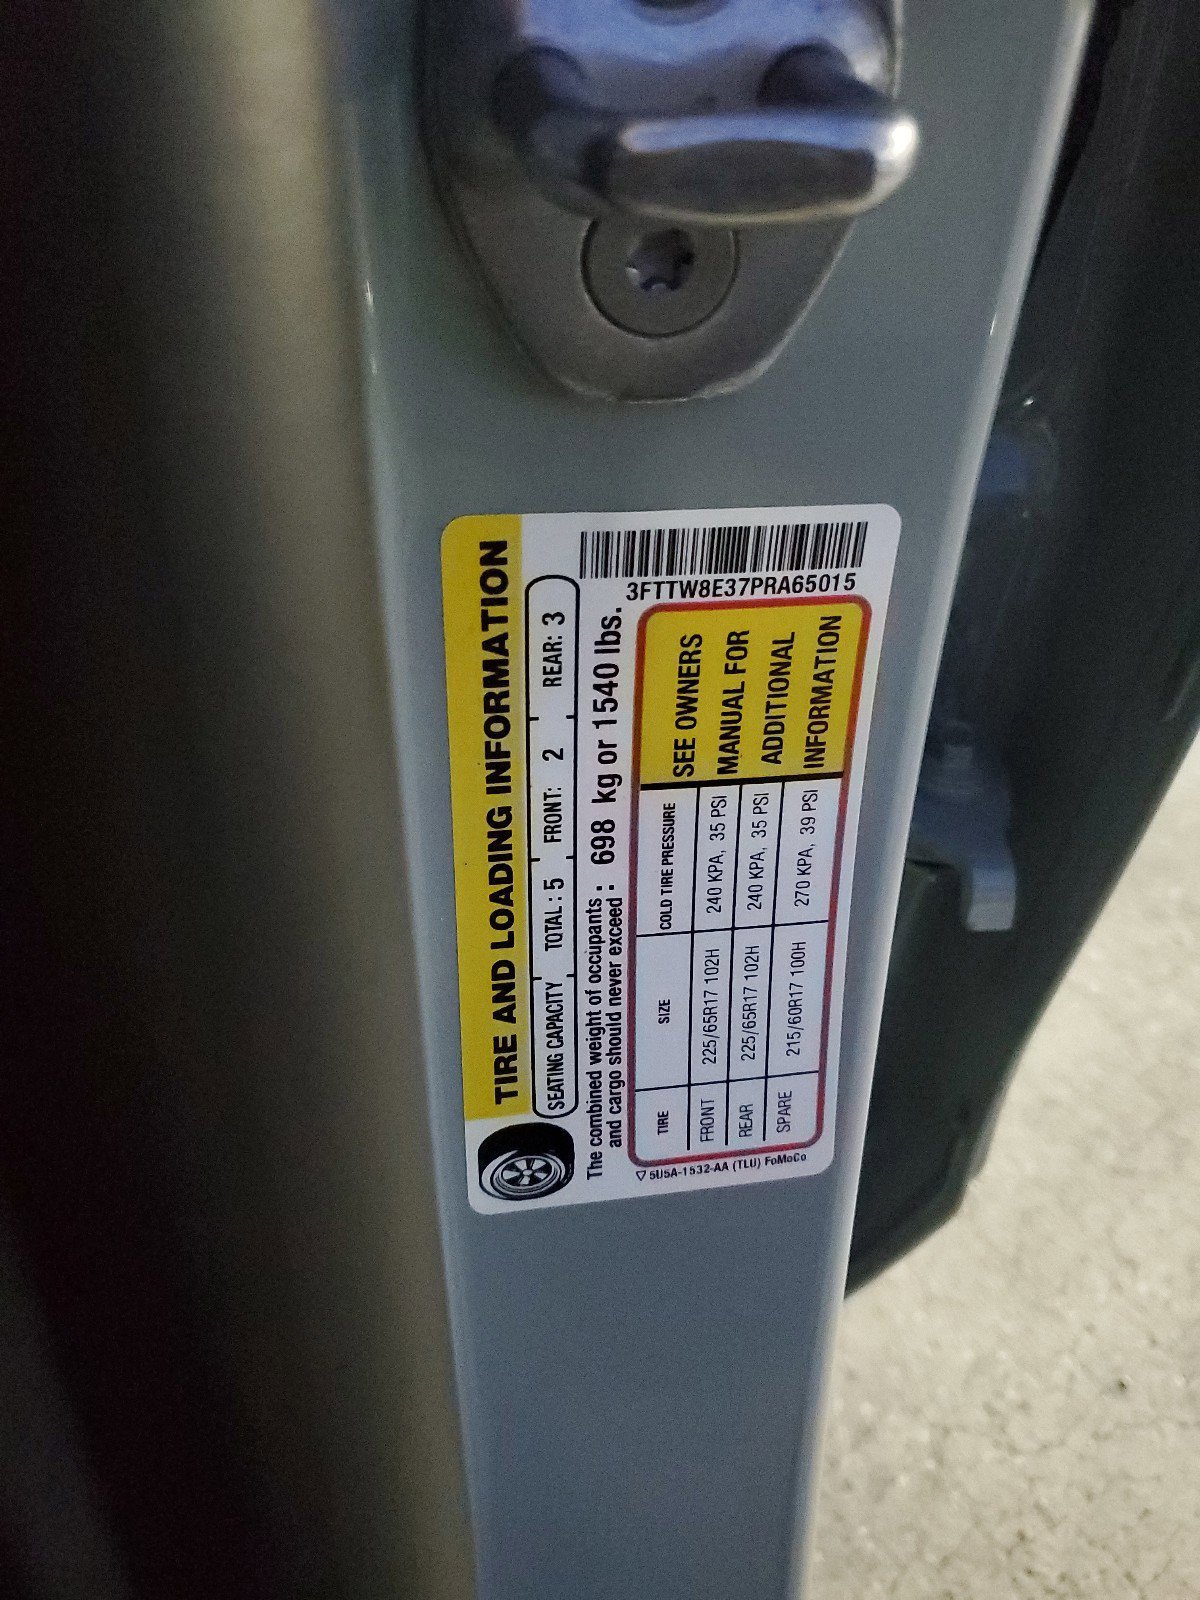 TIRE AND LOADING INFORMATION
SEATING CAPACITY TOTAL: 5 FRONT: 2 REAR: 3
The combined weight of occupants
and cargo should never exceed : 698 kg or 1540 lbs.
3FTTW8E37PRA65015
TIRE SIZE COLD TIRE PRESSURE
FRONT 225/65R17 102H 240 KPA, 35 PSI
REAR 225/65R17 102H 240 KPA, 35 PSI
SPARE 215/60R17 100H 270 KPA, 39 PSI
SEE OWNERS
MANUAL FOR
ADDITIONAL
INFORMATION
5U5A-1532-AA (TLU) FoMoCo